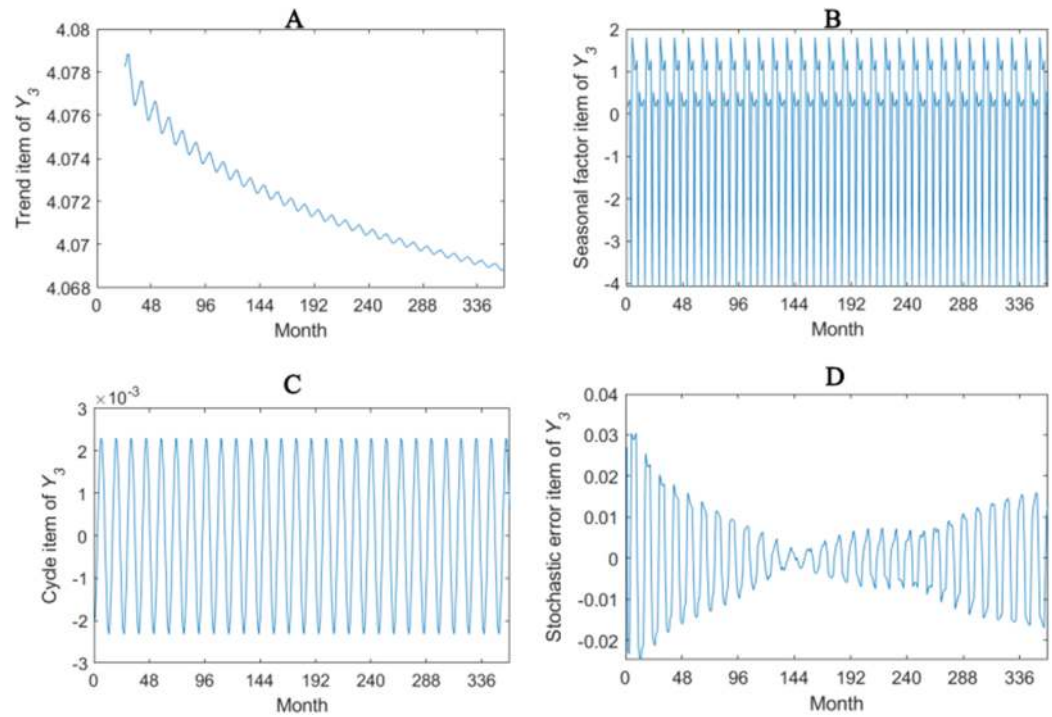 A
Trend item of Y3
4.08
4.078
4.076
4.074
4.072
4.07
4.068
0 48 96 144 192 240 288 336
Month
B
Seasonal factor item of Y3
2
1
0
-1
-2
-3
-4
0 48 96 144 192 240 288 336
Month
C
×10-3
Cycle item of Y3
3
2
1
0
-1
-2
-3
0 48 96 144 192 240 288 336
Month
D
Stochastic error item of Y3
0.04
0.03
0.02
0.01
0
-0.01
-0.02
0 48 96 144 192 240 288 336
Month